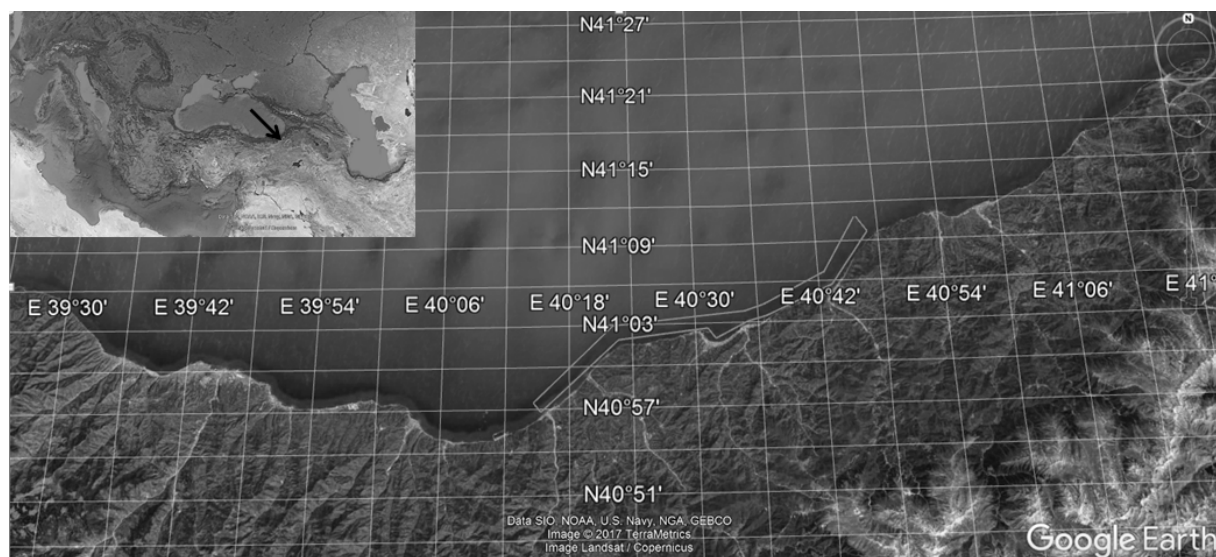 N41°27'
N41°21'
N41°15'
N41°09'
E 39°30' E 39°42' E 39°54' E 40°06' E 40°18' E 40°30' E 40°42' E 40°54' E 41°06' E 41°
N41°03'
N40°57'
N40°51'
Data SIO, NOAA, U.S. Navy, NGA, GEBCO
Image © 2017 TerraMetrics
Image Landsat / Copernicus
Google Earth
N